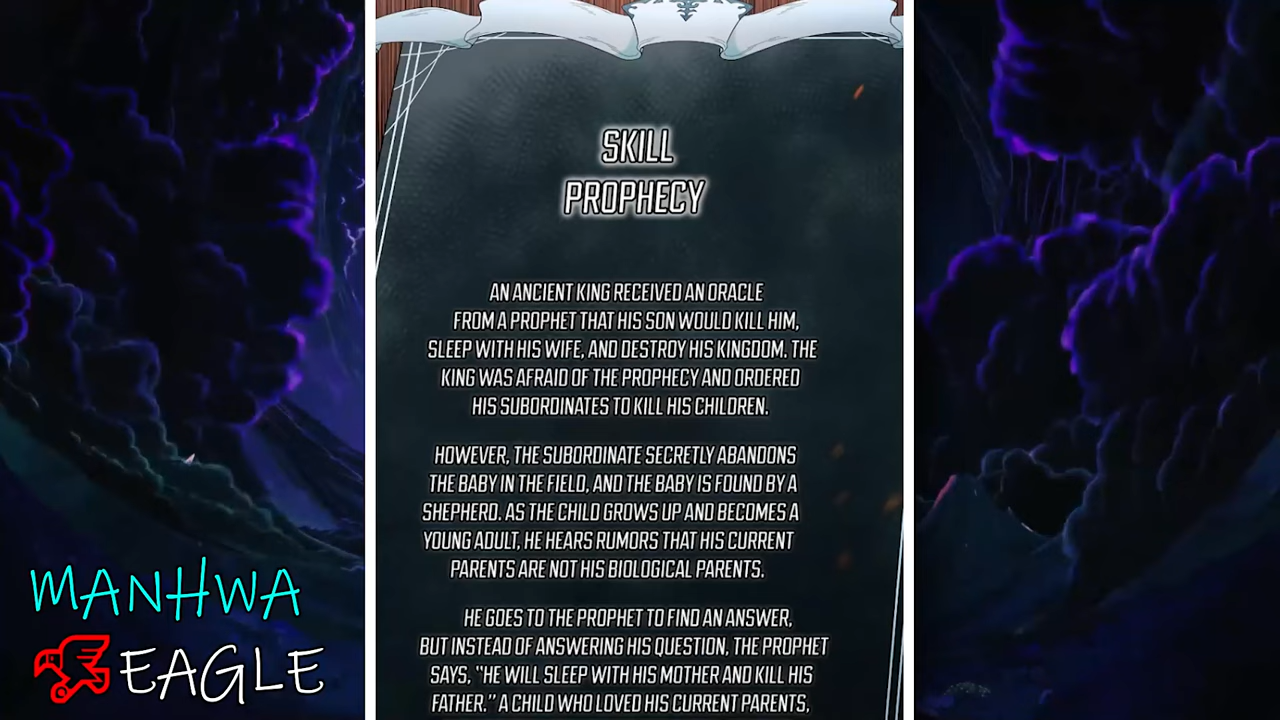 SKILL
PROPHECY
AN ANCIENT KING RECEIVED AN ORACLE
FROM A PROPHET THAT HIS SON WOULD KILL HIM,
SLEEP WITH HIS WIFE, AND DESTROY HIS KINGDOM. THE
KING WAS AFRAID OF THE PROPHECY AND ORDERED
HIS SUBORDINATES TO KILL HIS CHILDREN.
HOWEVER, THE SUBORDINATE SECRETLY ABANDONS
THE BABY IN THE FIELD, AND THE BABY IS FOUND BY A
SHEPHERD. AS THE CHILD GROWS UP AND BECOMES A
YOUNG ADULT, HE HEARS RUMORS THAT HIS CURRENT
PARENTS ARE NOT HIS BIOLOGICAL PARENTS.
HE GOES TO THE PROPHET TO FIND AN ANSWER,
BUT INSTEAD OF ANSWERING HIS QUESTION, THE PROPHET
SAYS, "HE WILL SLEEP WITH HIS MOTHER AND KILL HIS
FATHER." A CHILD WHO LOVED HIS CURRENT PARENTS,
MANHWA
EAGLE